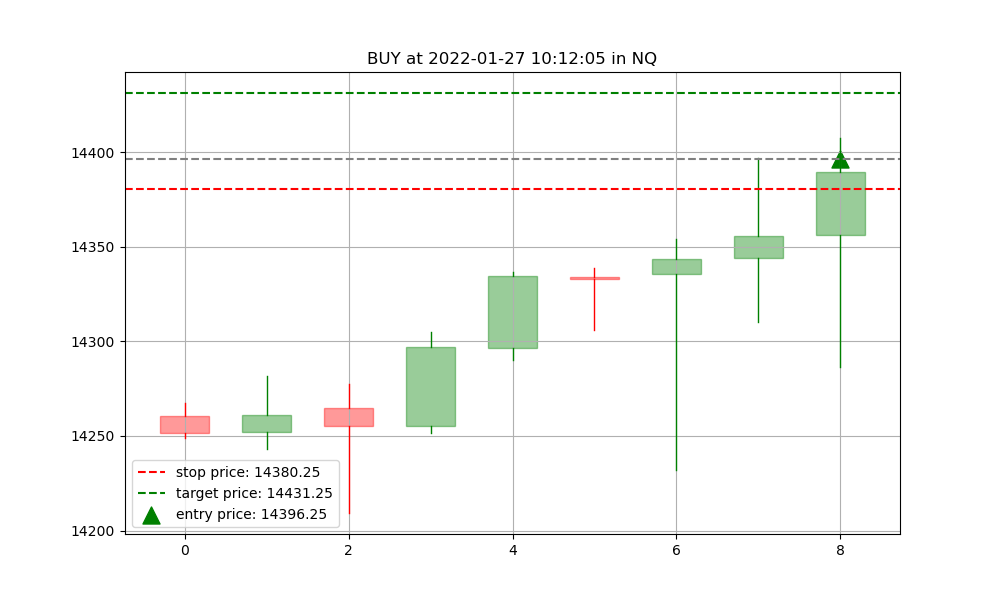 BUY at 2022-01-27 10:12:05 in NQ
14400
14350
14300
14250
14200
stop price: 14380.25
target price: 14431.25
entry price: 14396.25
0 2 4 6 8